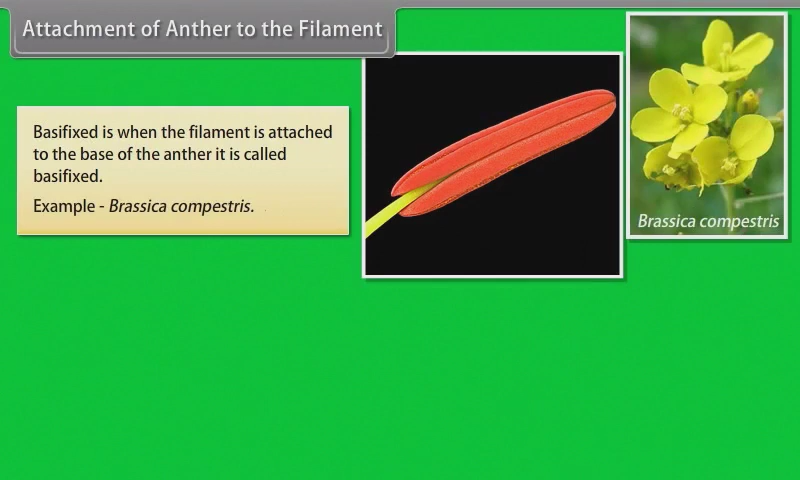 Attachment of Anther to the Filament
Basifixed is when the filament is attached
to the base of the anther it is called
basifixed.
Example - Brassica compestris.
Brassica compestris